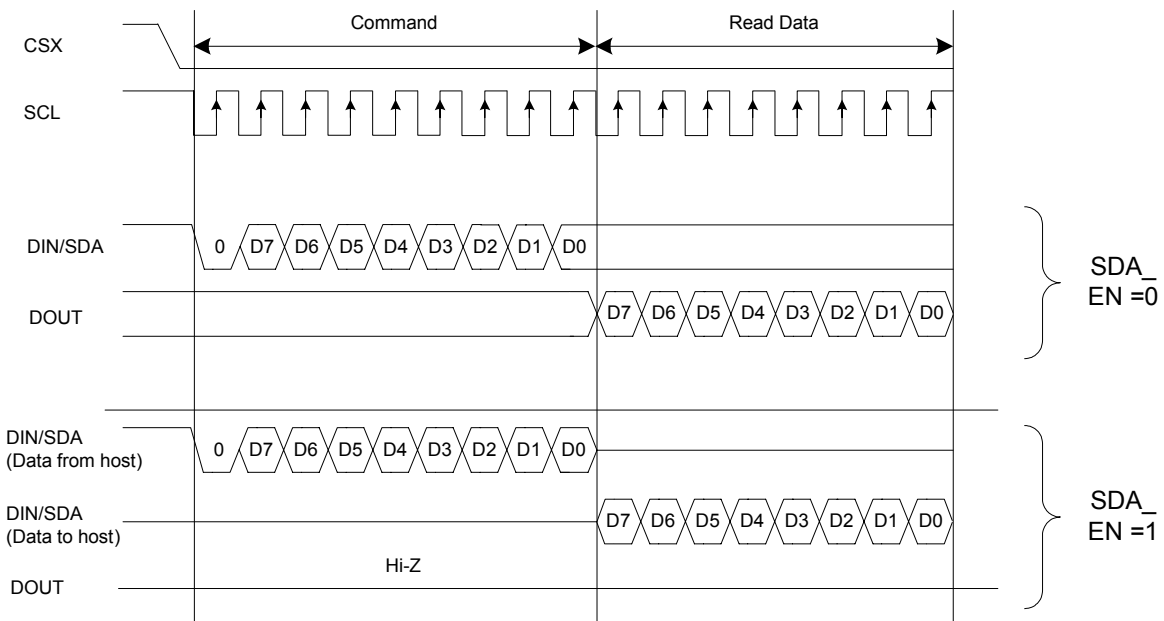 Command
Read Data
CSX
SCL
DIN/SDA
0 D7 D6 D5 D4 D3 D2 D1 D0
SDA_
EN =0
DOUT
D7 D6 D5 D4 D3 D2 D1 D0
DIN/SDA
(Data from host)
0 D7 D6 D5 D4 D3 D2 D1 D0
DIN/SDA
(Data to host)
D7 D6 D5 D4 D3 D2 D1 D0
SDA_
EN =1
Hi-Z
DOUT